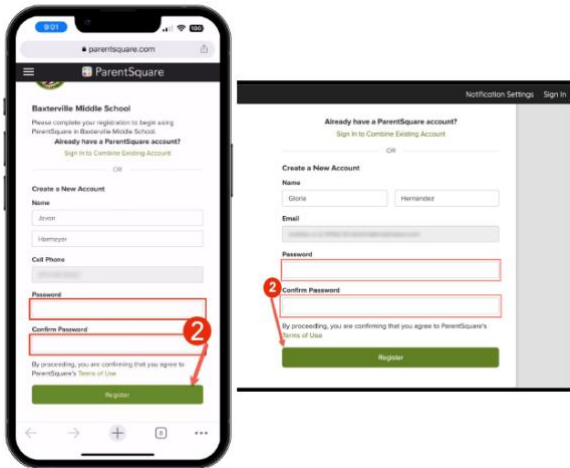 9:01
parentsquare.com
ParentSquare
Baxterville Middle School
Please complete your registration to begin using
ParentSquare in Baxterville Middle School.
Already have a ParentSquare account?
Sign In to Combine Existing Account
OR
Create a New Account
Name
Jevon
Harmeyer
Cell Phone
Password
Confirm Password
2
By proceeding, you are confirming that you agree to
ParentSquare's Terms of Use
Register
8
Notification Settings Sign In
Already have a ParentSquare account?
Sign In to Combine Existing Account
OR
Create a New Account
Name
Gloria Hernandez
Email
Password
2
Confirm Password
By proceeding, you are confirming that you agree to ParentSquare's
Terms of Use
Register